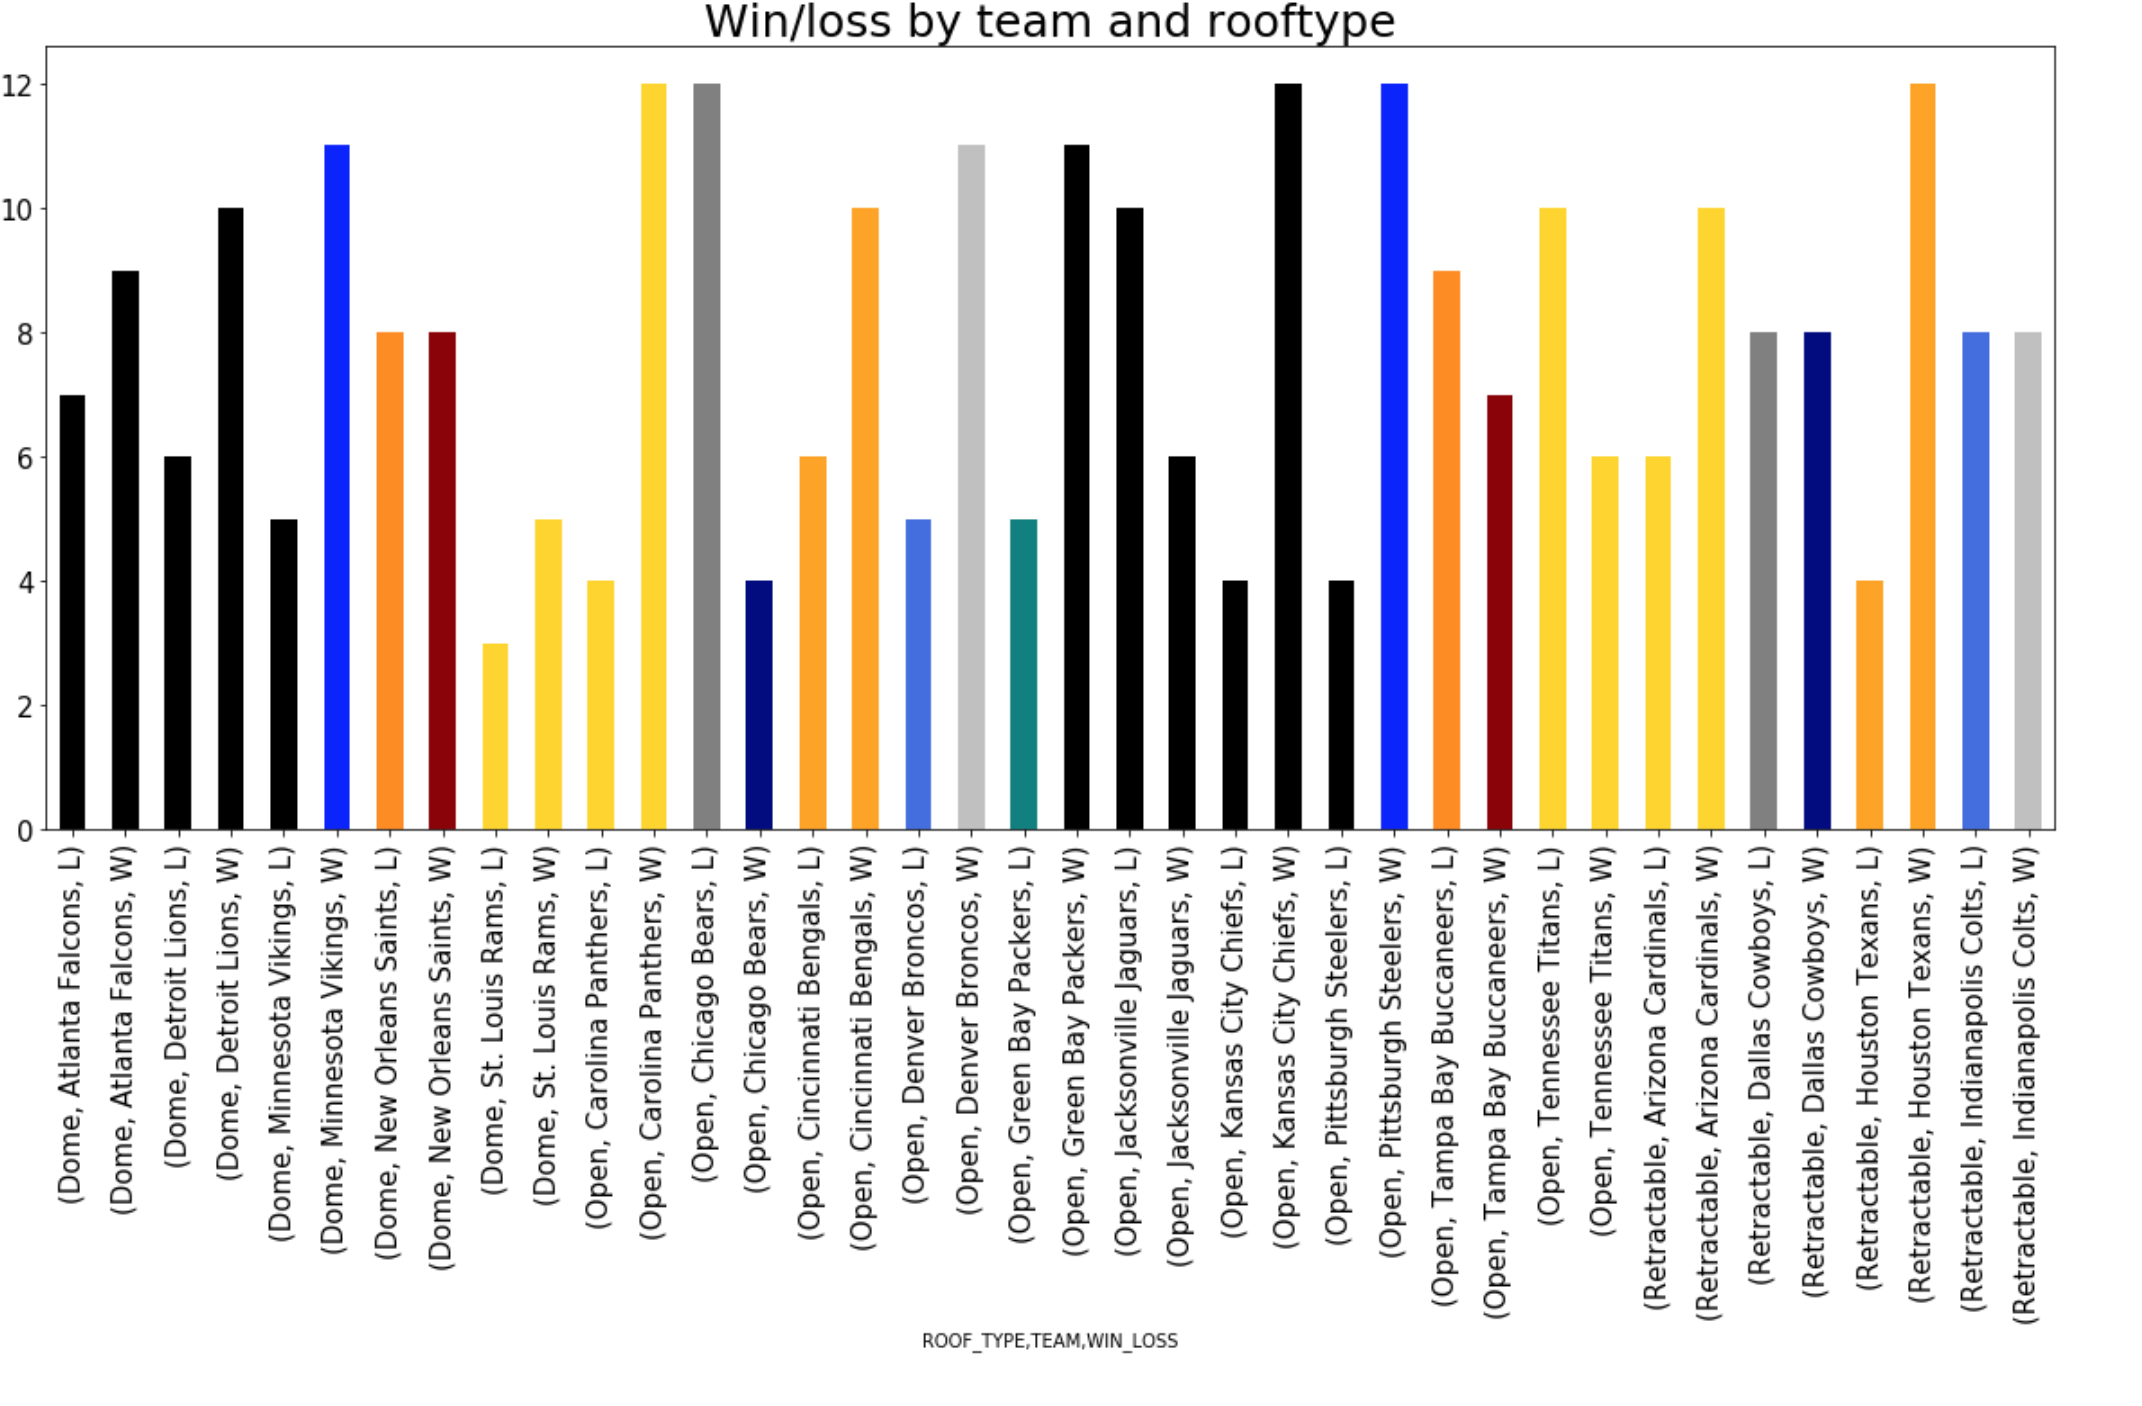 Win/loss by team and rooftype
12
10
8
6
4
2
0
(Dome, Atlanta Falcons, L)
(Dome, Atlanta Falcons, W)
(Dome, Detroit Lions, L)
(Dome, Detroit Lions, W)
(Dome, Minnesota Vikings, L)
(Dome, Minnesota Vikings, W)
(Dome, New Orleans Saints, L)
(Dome, New Orleans Saints, W)
(Dome, St. Louis Rams, L)
(Dome, St. Louis Rams, W)
(Open, Carolina Panthers, L)
(Open, Carolina Panthers, W)
(Open, Chicago Bears, L)
(Open, Chicago Bears, W)
(Open, Cincinnati Bengals, L)
(Open, Cincinnati Bengals, W)
(Open, Denver Broncos, L)
(Open, Denver Broncos, W)
(Open, Green Bay Packers, L)
(Open, Green Bay Packers, W)
(Open, Jacksonville Jaguars, L)
(Open, Jacksonville Jaguars, W)
(Open, Kansas City Chiefs, L)
(Open, Kansas City Chiefs, W)
(Open, Pittsburgh Steelers, L)
(Open, Pittsburgh Steelers, W)
(Open, Tampa Bay Buccaneers, L)
(Open, Tampa Bay Buccaneers, W)
(Open, Tennessee Titans, L)
(Open, Tennessee Titans, W)
(Retractable, Arizona Cardinals, L)
(Retractable, Arizona Cardinals, W)
(Retractable, Dallas Cowboys, L)
(Retractable, Dallas Cowboys, W)
(Retractable, Houston Texans, L)
(Retractable, Houston Texans, W)
(Retractable, Indianapolis Colts, L)
(Retractable, Indianapolis Colts, W)
ROOF_TYPE,TEAM,WIN_LOSS